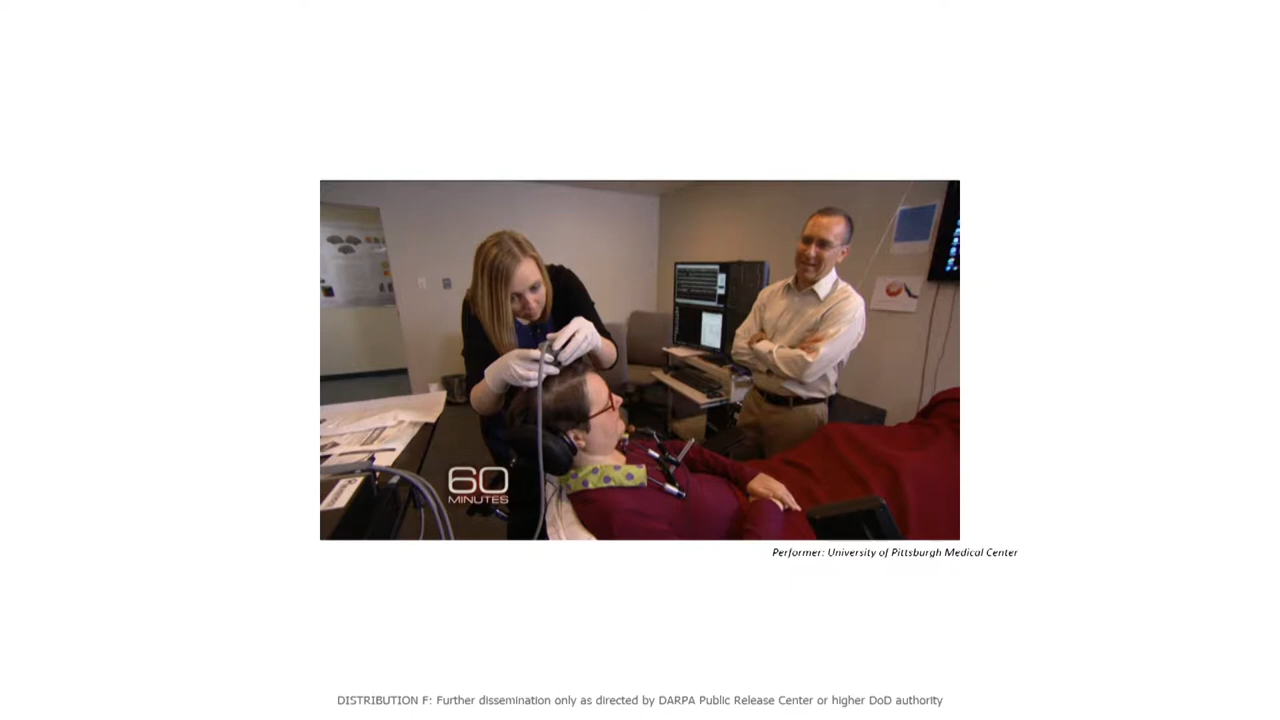 60
MINUTES
Performer: University of Pittsburgh Medical Center
DISTRIBUTION F: Further dissemination only as directed by DARPA Public Release Center or higher DoD authority